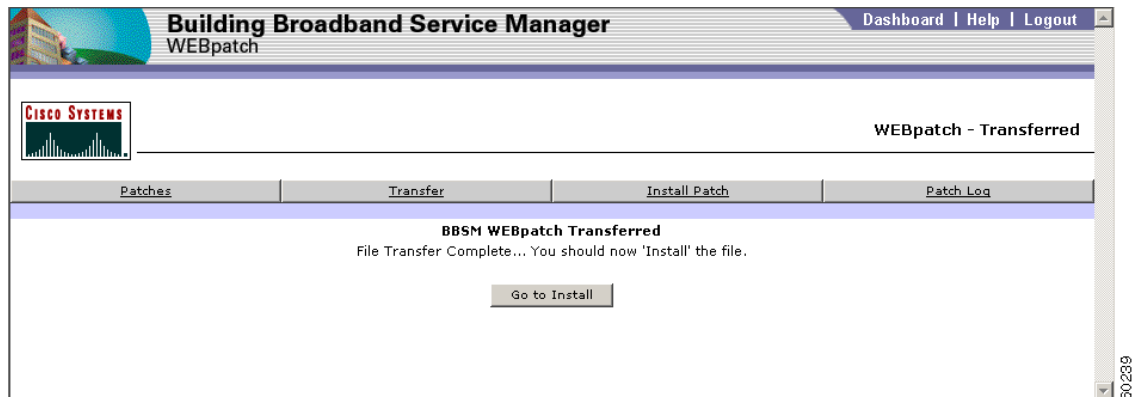 Building Broadband Service Manager
WEBpatch
Dashboard | Help | Logout
CISCO SYSTEMS
WEBpatch - Transferred
Patches Transfer Install Patch Patch Log
BBSM WEBpatch Transferred
File Transfer Complete... You should now 'Install' the file.
Go to Install
60239